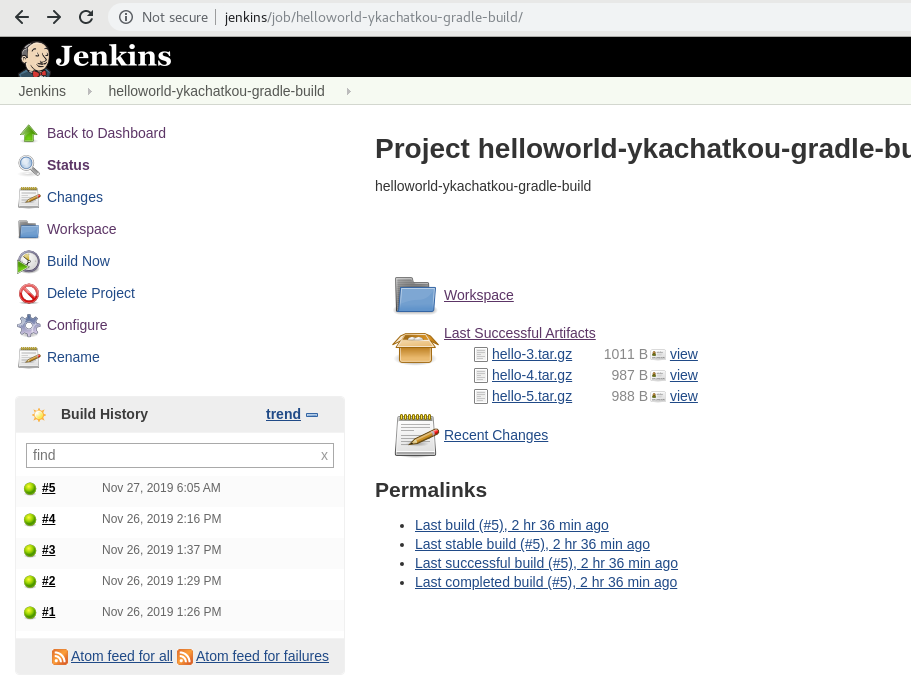 Not secure jenkins/job/helloworld-ykachatkou-gradle-build/
Jenkins
Jenkins helloworld-ykachatkou-gradle-build
Back to Dashboard
Status
Changes
Workspace
Build Now
Delete Project
Configure
Rename
Build History trend
find x
#5 Nov 27, 2019 6:05 AM
#4 Nov 26, 2019 2:16 PM
#3 Nov 26, 2019 1:37 PM
#2 Nov 26, 2019 1:29 PM
#1 Nov 26, 2019 1:26 PM
Atom feed for all Atom feed for failures
Project helloworld-ykachatkou-gradle-bu
helloworld-ykachatkou-gradle-build
Workspace
Last Successful Artifacts
hello-3.tar.gz 1011 B view
hello-4.tar.gz 987 B view
hello-5.tar.gz 988 B view
Recent Changes
Permalinks
Last build (#5), 2 hr 36 min ago
Last stable build (#5), 2 hr 36 min ago
Last successful build (#5), 2 hr 36 min ago
Last completed build (#5), 2 hr 36 min ago